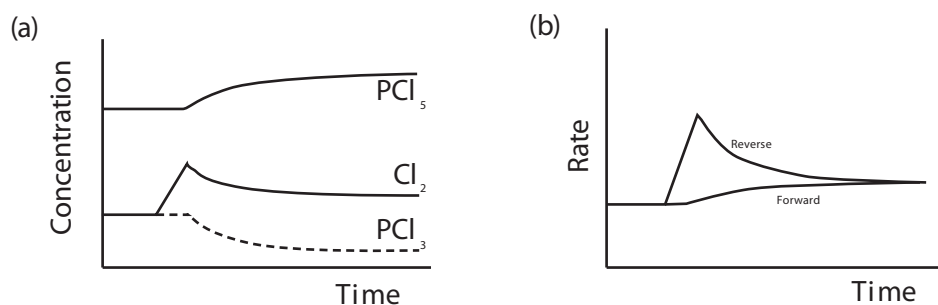 (a)
Concentration
PCl₅
Cl₂
PCl₃
Time
(b)
Rate
Reverse
Forward
Time